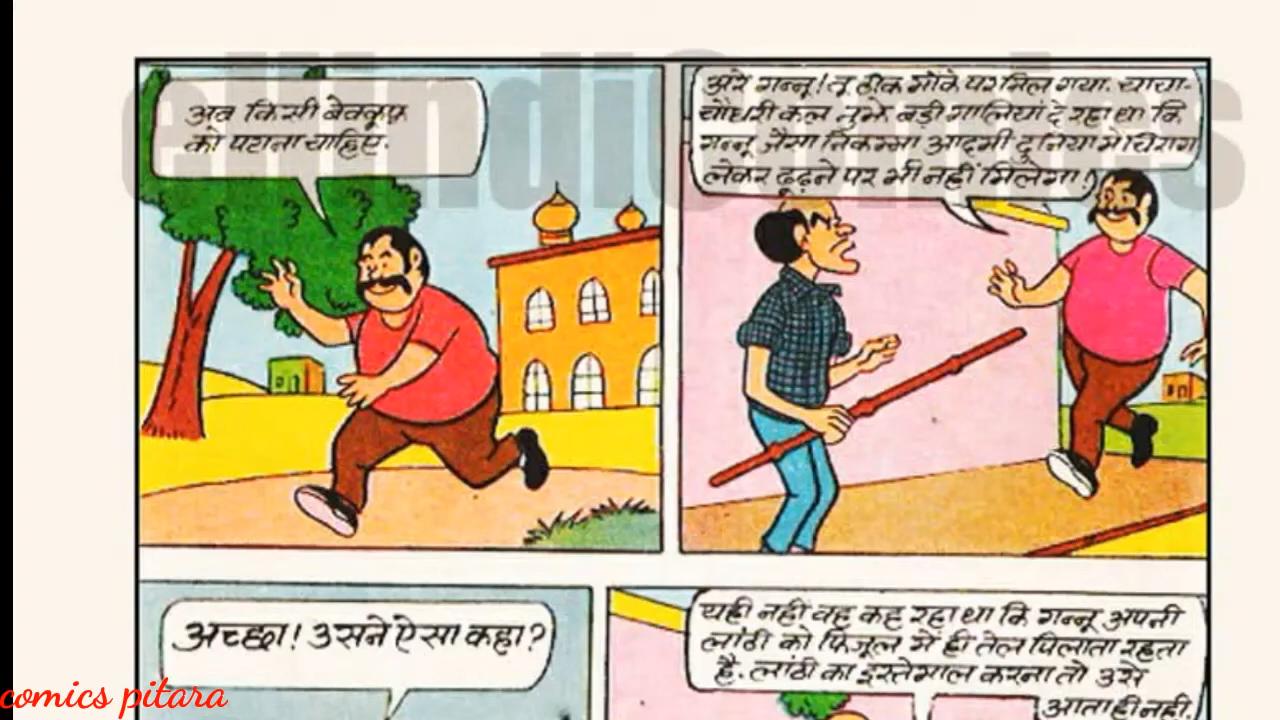 अब किसी बेवकूफ़
को पटाना चाहिए.
अरे गन्नू! तू ठीक मौके पर मिल गया. चाचा-
चौधरी कल तुझे बड़ी गालियां दे रहा था कि
गन्नू जैसा निकम्मा आदमी दुनिया में चिराग
लेकर ढूढ़ने पर भी नहीं मिलेगा!
अच्छा! उसने ऐसा कहा?
यही नहीं वह कह रहा था कि गन्नू अपनी
लाठी को फिजूल में ही तेल पिलाता रहता
है. लाठी का इस्तेमाल करना तो उसे
आता ही नहीं.
comics pitara